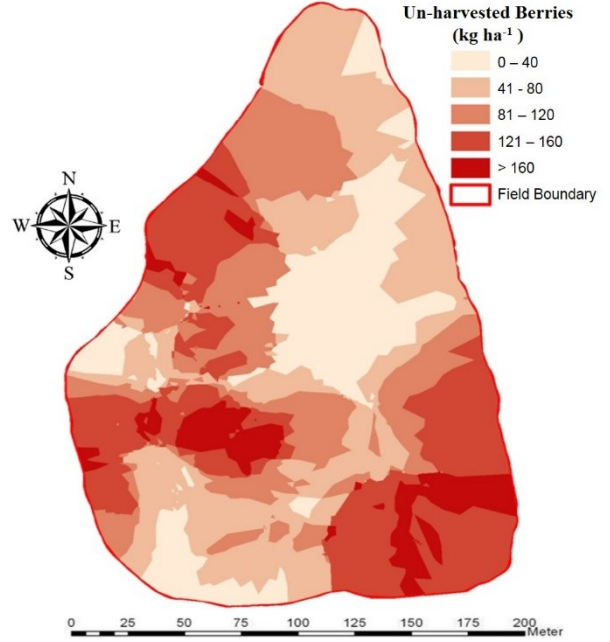 Un-harvested Berries
(kg ha⁻¹ )
0 – 40
41 - 80
81 – 120
121 – 160
> 160
Field Boundary
N
W E
S
0 25 50 75 100 125 150 175 200
Meter